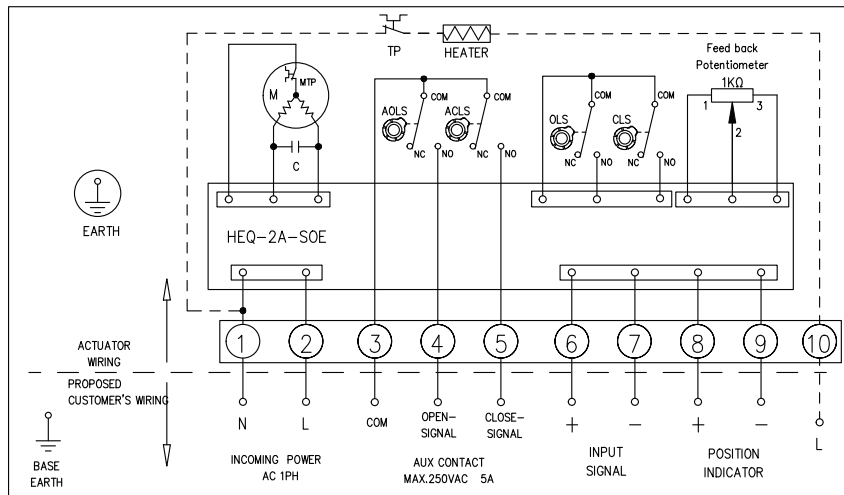 TP
HEATER
Feed back
Potentiometer
1KΩ
1
3
2
MTP
M
C
COM
COM
AOLS
ACLS
NC
NO
NC
NO
COM
COM
OLS
CLS
NC
NO
NC
NO
EARTH
HEQ-2A-SOE
1
2
3
4
5
6
7
8
9
10
ACTUATOR
WIRING
PROPOSED
CUSTOMER'S WIRING
BASE
EARTH
N
L
COM
OPEN-
SIGNAL
CLOSE-
SIGNAL
+
−
+
−
L
INCOMING POWER
AC 1PH
AUX CONTACT
MAX.250VAC 5A
INPUT
SIGNAL
POSITION
INDICATOR